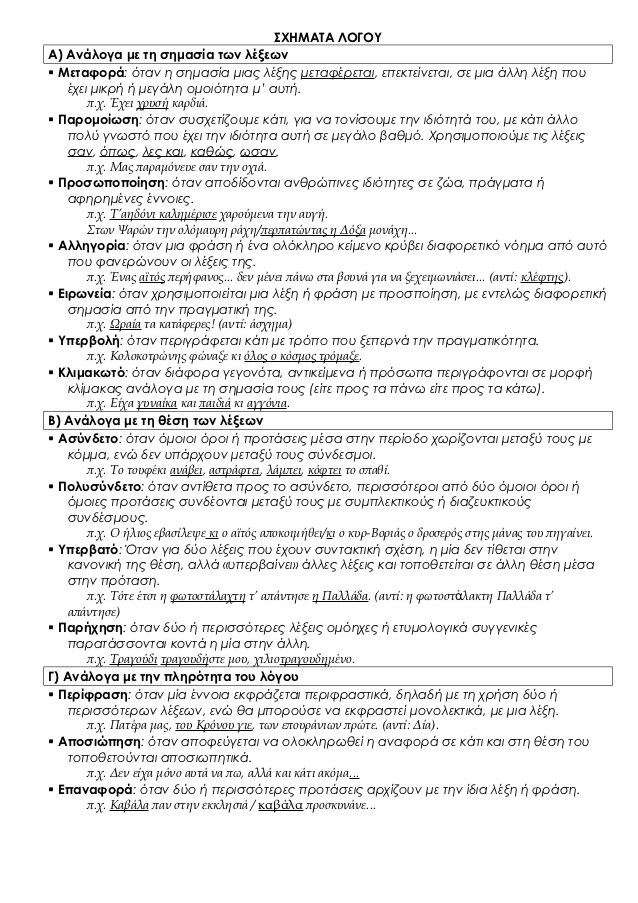 ΣΧΗΜΑΤΑ ΛΟΓΟΥ
Α) Ανάλογα με τη σημασία των λέξεων
▪ Μεταφορά: όταν η σημασία μιας λέξης μεταφέρεται, επεκτείνεται, σε μια άλλη λέξη που
έχει μικρή ή μεγάλη ομοιότητα μ' αυτή.
π.χ. Έχει χρυσή καρδιά.
▪ Παρομοίωση: όταν συσχετίζουμε κάτι, για να τονίσουμε την ιδιότητά του, με κάτι άλλο
πολύ γνωστό που έχει την ιδιότητα αυτή σε μεγάλο βαθμό. Χρησιμοποιούμε τις λέξεις
σαν, όπως, λες και, καθώς, ωσαν.
π.χ. Μας παραμόνευε σαν την οχιά.
▪ Προσωποποίηση: όταν αποδίδονται ανθρώπινες ιδιότητες σε ζώα, πράγματα ή
αφηρημένες έννοιες.
π.χ. Τ'αηδόνι καλημέρισε χαρούμενα την αυγή.
Στων Ψαρών την ολόμαυρη ράχη/περπατώντας η Δόξα μονάχη...
▪ Αλληγορία: όταν μια φράση ή ένα ολόκληρο κείμενο κρύβει διαφορετικό νόημα από αυτό
που φανερώνουν οι λέξεις της.
π.χ. Ένας αϊτός περήφανος... δεν μένει πάνω στα βουνά για να ξεχειμωνιάσει... (αντί: κλέφτης).
▪ Ειρωνεία: όταν χρησιμοποιείται μια λέξη ή φράση με προσποίηση, με εντελώς διαφορετική
σημασία από την πραγματική της.
π.χ. Ωραία τα κατάφερες! (αντί: άσχημα)
▪ Υπερβολή: όταν περιγράφεται κάτι με τρόπο που ξεπερνά την πραγματικότητα.
π.χ. Κολοκοτρώνης φώναξε κι όλος ο κόσμος τρόμαξε.
▪ Κλιμακωτό: όταν διάφορα γεγονότα, αντικείμενα ή πρόσωπα περιγράφονται σε μορφή
κλίμακας ανάλογα με τη σημασία τους (είτε προς τα πάνω είτε προς τα κάτω).
π.χ. Είχα γυναίκα και παιδιά κι αγγόνια.
Β) Ανάλογα με τη θέση των λέξεων
▪ Ασύνδετο: όταν όμοιοι όροι ή προτάσεις μέσα στην περίοδο χωρίζονται μεταξύ τους με
κόμμα, ενώ δεν υπάρχουν μεταξύ τους σύνδεσμοι.
π.χ. Το τουφέκι ανάβει, αστράφτει, λάμπει, κόφτει το σπαθί.
▪ Πολυσύνδετο: όταν αντίθετα προς το ασύνδετο, περισσότεροι από δύο όμοιοι όροι ή
όμοιες προτάσεις συνδέονται μεταξύ τους με συμπλεκτικούς ή διαζευκτικούς
συνδέσμους.
π.χ. Ο ήλιος εβασίλεψε κι ο αϊτός αποκοιμήθει/κι ο κυρ-Βοριάς ο δροσερός στης μάνας του πηγαίνει.
▪ Υπερβατό: Όταν για δύο λέξεις που έχουν συντακτική σχέση, η μία δεν τίθεται στην
κανονική της θέση, αλλά «υπερβαίνει» άλλες λέξεις και τοποθετείται σε άλλη θέση μέσα
στην πρόταση.
π.χ. Τότε έτσι η φωτοστάλαχτη τ' απάντησε η Παλλάδα. (αντί: η φωτοστάλακτη Παλλάδα τ'
απάντησε)
▪ Παρήχηση: όταν δύο ή περισσότερες λέξεις ομόηχες ή ετυμολογικά συγγενικές
παρατάσσονται κοντά η μία στην άλλη.
π.χ. Τραγούδι τραγουδήστε μου, χιλιοτραγουδημένο.
Γ) Ανάλογα με την πληρότητα του λόγου
▪ Περίφραση: όταν μία έννοια εκφράζεται περιφραστικά, δηλαδή με τη χρήση δύο ή
περισσότερων λέξεων, ενώ θα μπορούσε να εκφραστεί μονολεκτικά, με μια λέξη.
π.χ. Πατέρα μας, του Κρόνου γιε, των επουράνιων πρώτε. (αντί: Δία).
▪ Αποσιώπηση: όταν αποφεύγεται να ολοκληρωθεί η αναφορά σε κάτι και στη θέση του
τοποθετούνται αποσιωπητικά.
π.χ. Δεν είχα μόνο αυτά να πω, αλλά και κάτι ακόμα...
▪ Επαναφορά: όταν δύο ή περισσότερες προτάσεις αρχίζουν με την ίδια λέξη ή φράση.
π.χ. Καβάλα παν στην εκκλησιά / καβάλα προσκυνάνε...